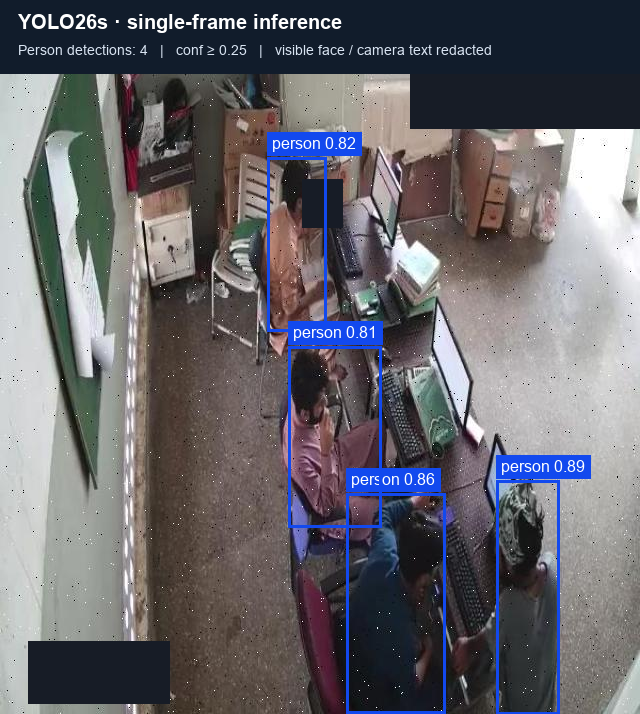 YOLO26s · single-frame inference
Person detections: 4 | conf ≥ 0.25 | visible face / camera text redacted
person 0.82
person 0.81
person 0.86
person 0.89